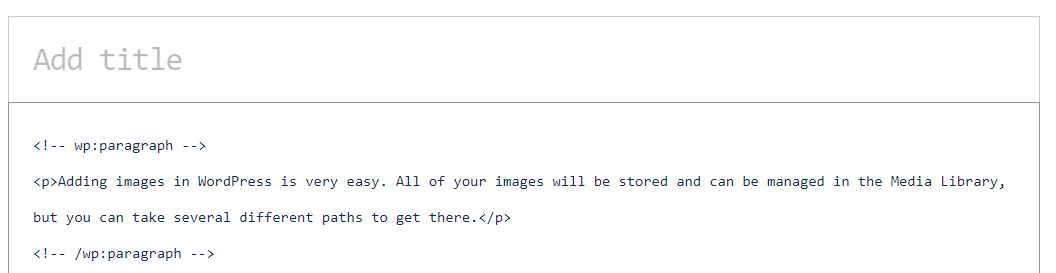 Add title
<!-- wp:paragraph -->
<p>Adding images in WordPress is very easy. All of your images will be stored and can be managed in the Media Library,
but you can take several different paths to get there.</p>
<!-- /wp:paragraph -->